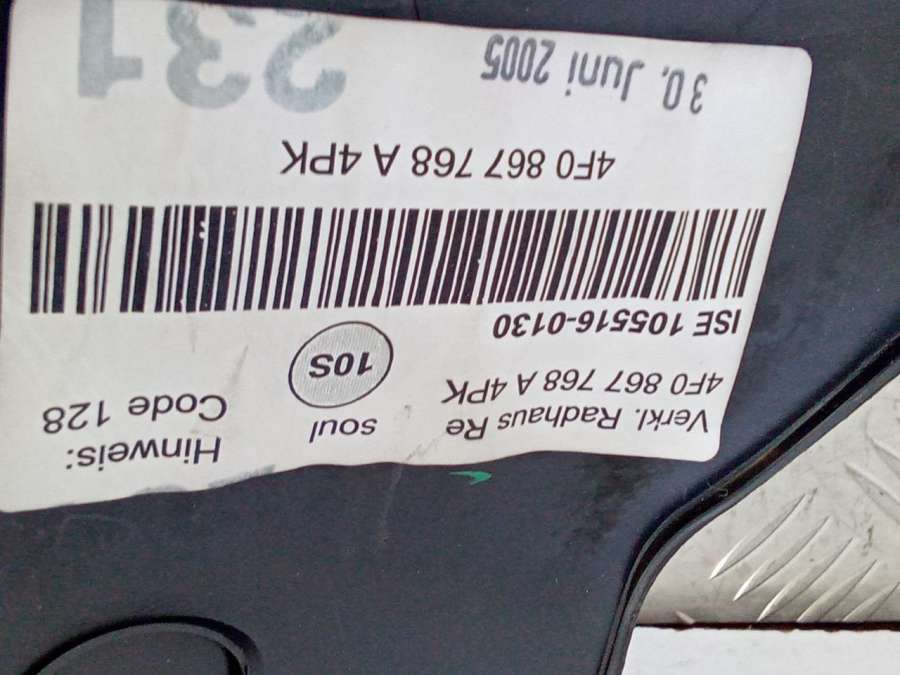 Verkl. Radhaus Re
4F0 867 768 A 4PK
soul
10S
Hinweis:
Code 128
ISE 105516-0130
4F0 867 768 A 4PK
30. Juni 2005
231